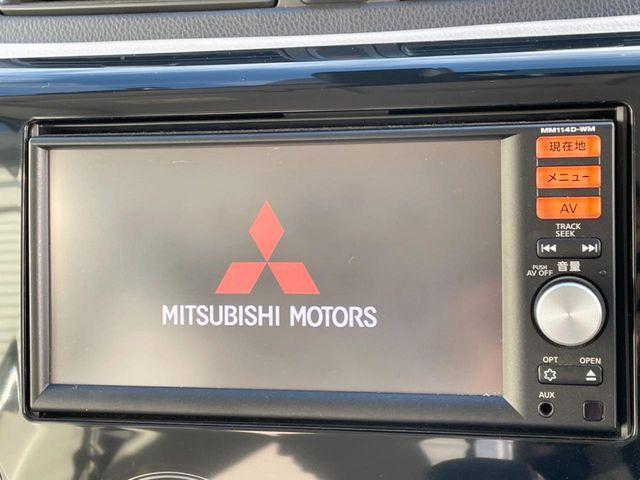 MM114D-WM
現在地
メニュー
AV
TRACK
SEEK
PUSH
AV OFF
音量
OPT
OPEN
AUX
MITSUBISHI MOTORS